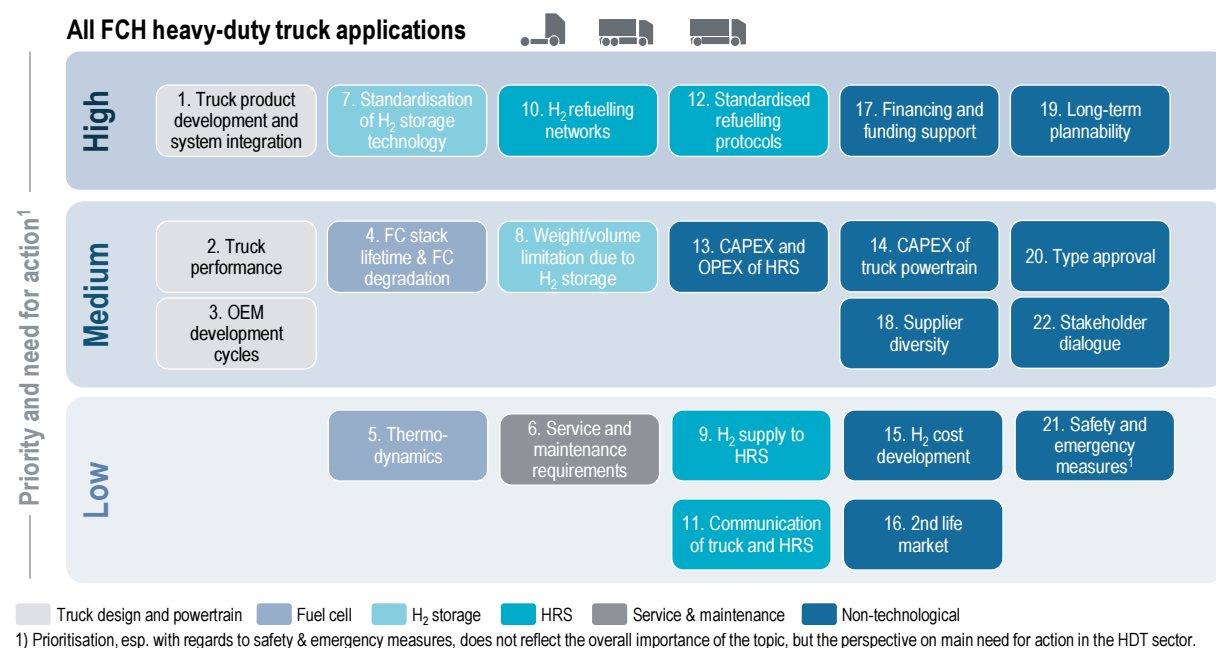 All FCH heavy-duty truck applications
Priority and need for action1
High
1. Truck product
development and
system integration
7. Standardisation
of H2 storage
technology
10. H2 refuelling
networks
12. Standardised
refuelling
protocols
17. Financing and
funding support
19. Long-term
plannability
Medium
2. Truck
performance
4. FC stack
lifetime & FC
degradation
8. Weight/volume
limitation due to
H2 storage
13. CAPEX and
OPEX of HRS
14. CAPEX of
truck powertrain
20. Type approval
3. OEM
development
cycles
18. Supplier
diversity
22. Stakeholder
dialogue
Low
5. Thermo-
dynamics
6. Service and
maintenance
requirements
9. H2 supply to
HRS
15. H2 cost
development
21. Safety and
emergency
measures1
11. Communication
of truck and HRS
16. 2nd life
market
Truck design and powertrain
Fuel cell
H2 storage
HRS
Service & maintenance
Non-technological
1) Prioritisation, esp. with regards to safety & emergency measures, does not reflect the overall importance of the topic, but the perspective on main need for action in the HDT sector.